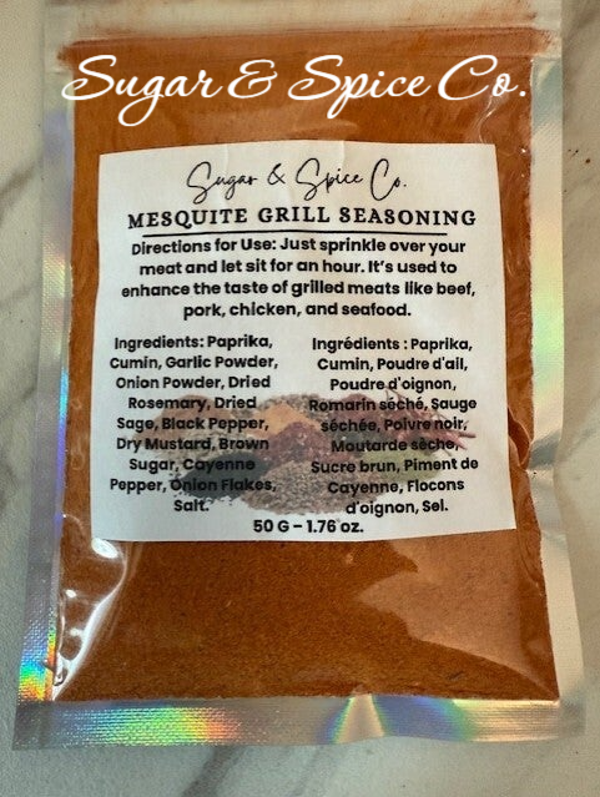 Sugar & Spice Co.
Sugar & Spice Co.
MESQUITE GRILL SEASONING
Directions for Use: Just sprinkle over your
meat and let sit for an hour. It's used to
enhance the taste of grilled meats like beef,
pork, chicken, and seafood.
Ingredients: Paprika,
Cumin, Garlic Powder,
Onion Powder, Dried
Rosemary, Dried
Sage, Black Pepper,
Dry Mustard, Brown
Sugar, Cayenne
Pepper, Onion Flakes,
Salt.
Ingrédients : Paprika,
Cumin, Poudre d'ail,
Poudre d'oignon,
Romarin séché, Sauge
séchée, Poivre noir,
Moutarde sèche,
Sucre brun, Piment de
Cayenne, Flocons
d'oignon, Sel.
50 G – 1.76 oz.